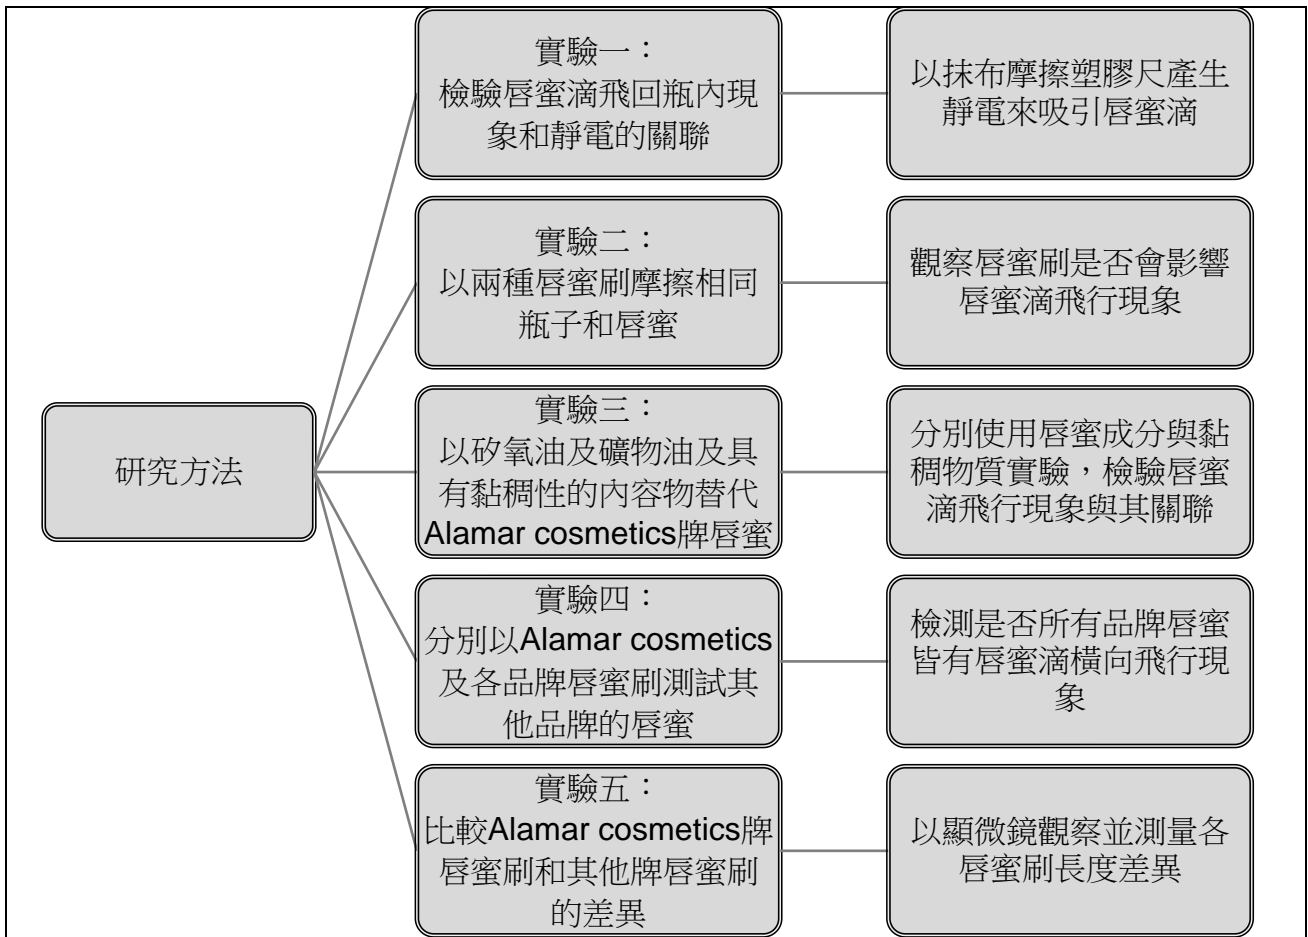 研究方法
實驗一：
檢驗唇蜜滴飛回瓶內現
象和靜電的關聯
以抹布摩擦塑膠尺產生
靜電來吸引唇蜜滴
實驗二：
以兩種唇蜜刷摩擦相同
瓶子和唇蜜
觀察唇蜜刷是否會影響
唇蜜滴飛行現象
實驗三：
以矽氧油及礦物油及具
有黏稠性的內容物替代
Alamar cosmetics牌唇蜜
分別使用唇蜜成分與黏
稠物質實驗，檢驗唇蜜
滴飛行現象與其關聯
實驗四：
分別以Alamar cosmetics
及各品牌唇蜜刷測試其
他品牌的唇蜜
檢測是否所有品牌唇蜜
皆有唇蜜滴橫向飛行現
象
實驗五：
比較Alamar cosmetics牌
唇蜜刷和其他牌唇蜜刷
的差異
以顯微鏡觀察並測量各
唇蜜刷長度差異